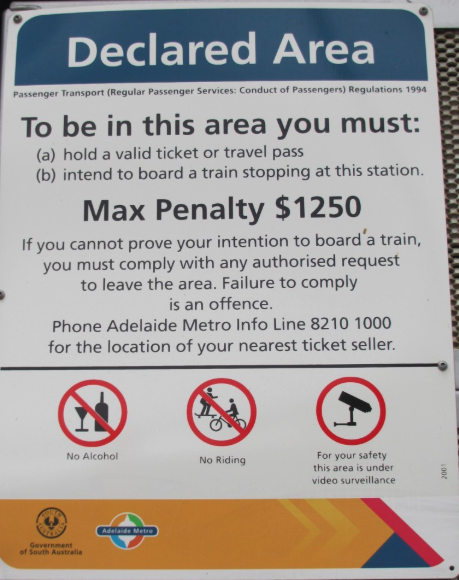 Declared Area
Passenger Transport (Regular Passenger Services: Conduct of Passengers) Regulations 1994
To be in this area you must:
(a) hold a valid ticket or travel pass
(b) intend to board a train stopping at this station.
Max Penalty $1250
If you cannot prove your intention to board a train,
you must comply with any authorised request
to leave the area. Failure to comply
is an offence.
Phone Adelaide Metro Info Line 8210 1000
for the location of your nearest ticket seller.
No Alcohol
No Riding
For your safety
this area is under
video surveillance
2001
Government
of South Australia
Adelaide Metro